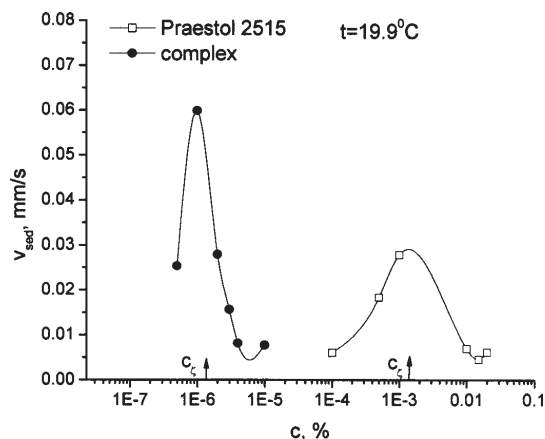 Praestol 2515
complex
t=19.9⁰C
v_sed, mm/s
0.08
0.07
0.06
0.05
0.04
0.03
0.02
0.01
0.00
c_ζ
c_ζ
1E-7 1E-6 1E-5 1E-4 1E-3 0.01 0.1
c, %